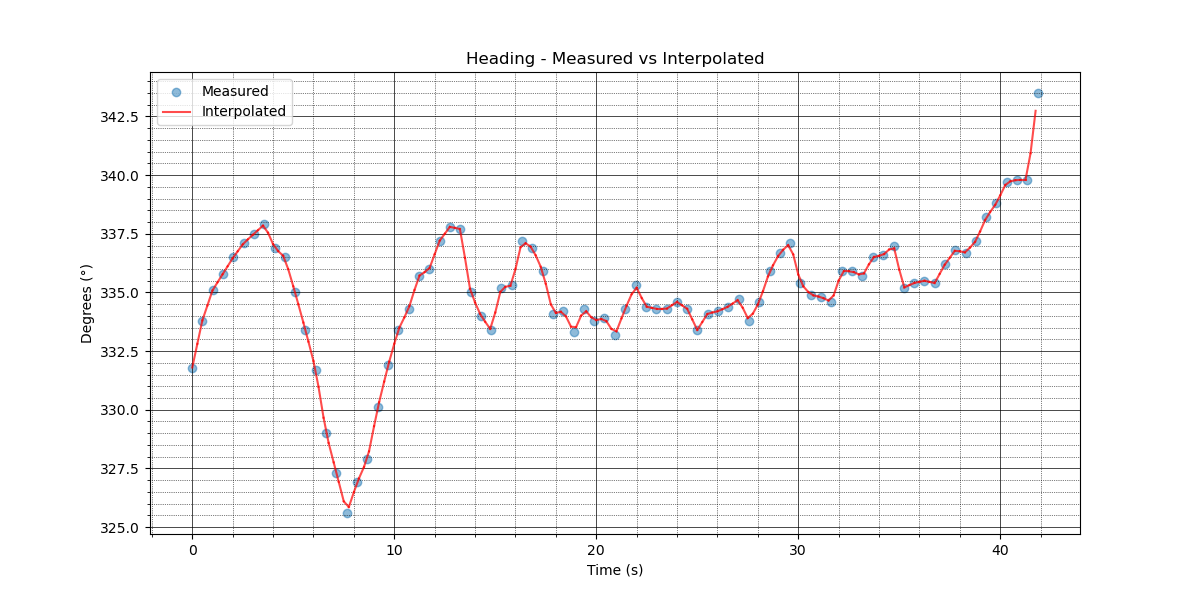 Heading - Measured vs Interpolated
Measured
Interpolated
Degrees (°)
342.5
340.0
337.5
335.0
332.5
330.0
327.5
325.0
0 10 20 30 40
Time (s)